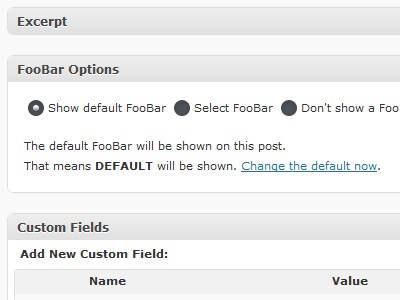 Excerpt
FooBar Options
Show default FooBar Select FooBar Don't show a Foo
The default FooBar will be shown on this post.
That means DEFAULT will be shown. Change the default now.
Custom Fields
Add New Custom Field:
Name Value